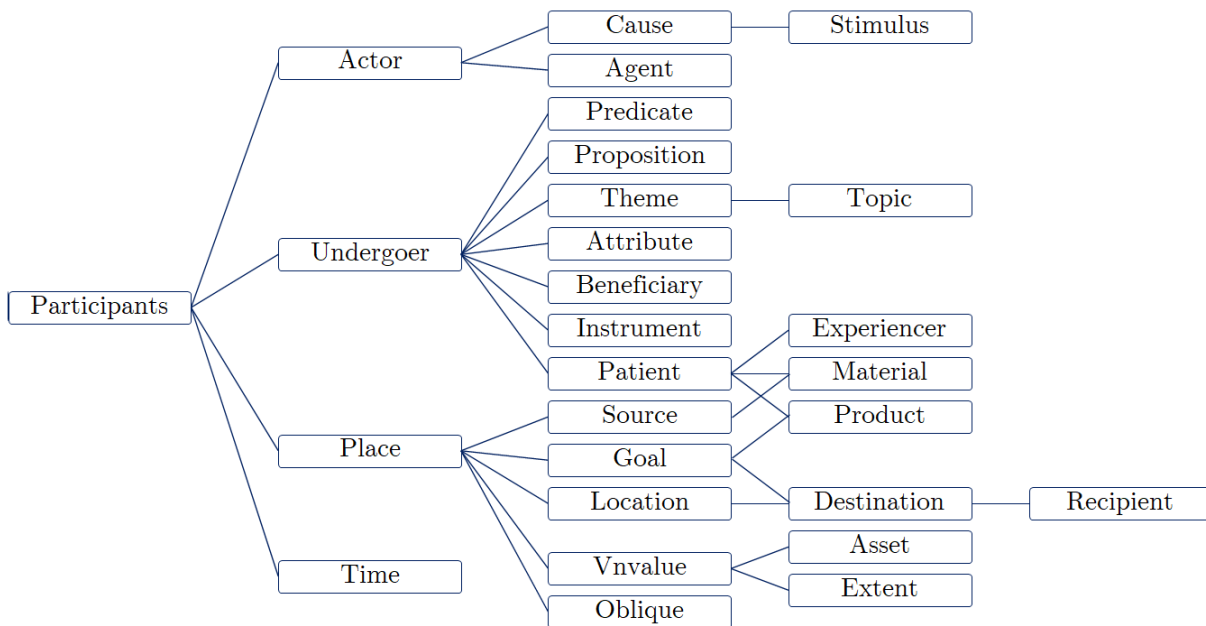 Cause
Stimulus
Actor
Agent
Predicate
Proposition
Theme
Topic
Undergoer
Attribute
Beneficiary
Participants
Instrument
Experiencer
Patient
Material
Source
Product
Place
Goal
Location
Destination
Recipient
Asset
Time
Vnvalue
Extent
Oblique